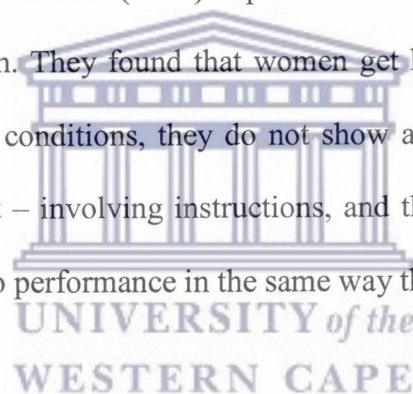 n. They found that women get
conditions, they do not show a
– involving instructions, and th
performance in the same way th
UNIVERSITY of the
WESTERN CAPE